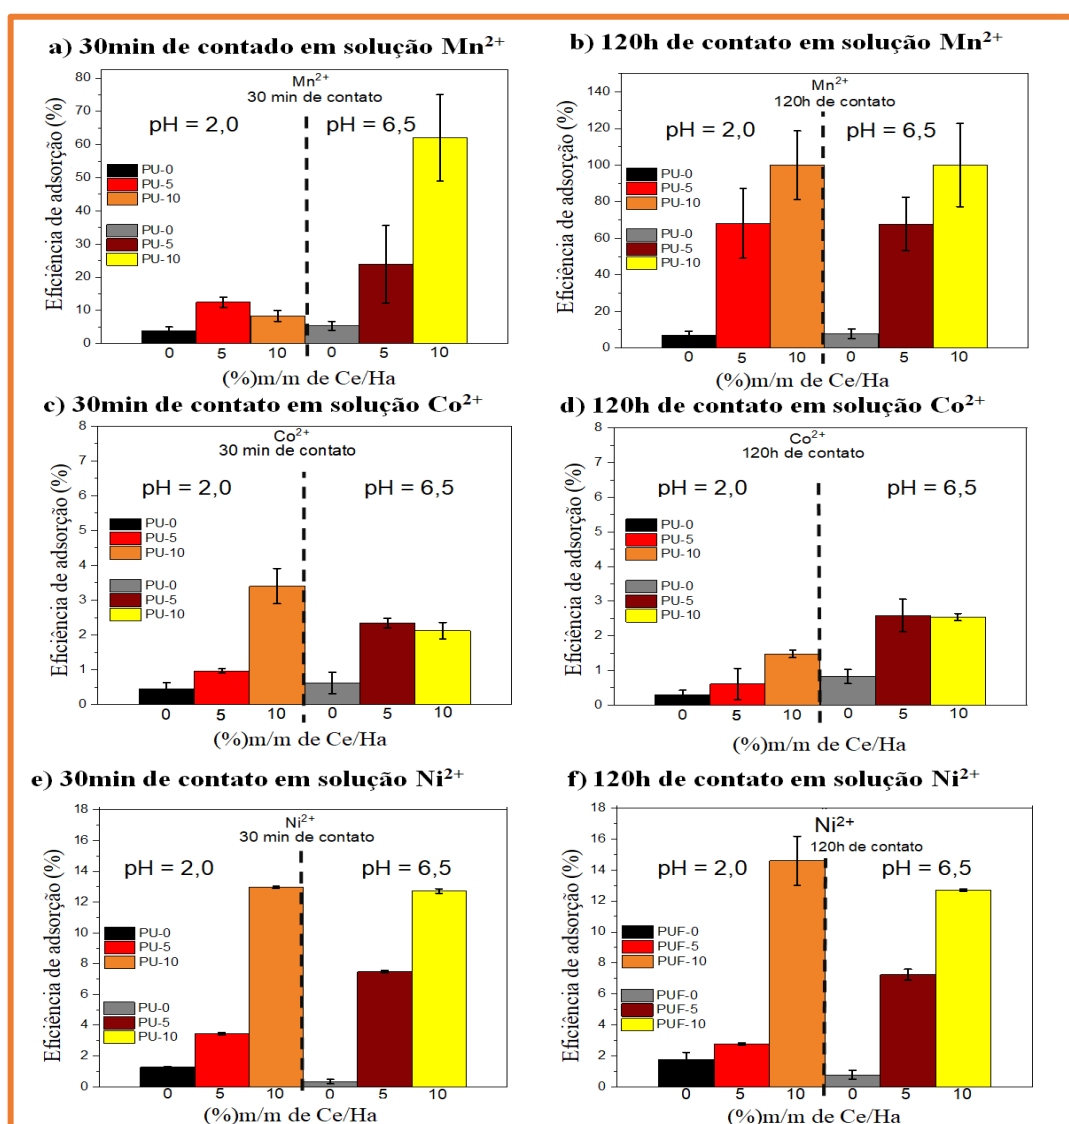 a) 30min de contado em solução Mn²⁺
Eficiência de adsorção (%)
80
70
60
50
40
30
20
10
0
Mn²⁺
30 min de contato
pH = 2,0
pH = 6,5
PU-0
PU-5
PU-10
PU-0
PU-5
PU-10
0 5 10 0 5 10
(%)m/m de Ce/Ha
b) 120h de contato em solução Mn²⁺
Eficiência de adsorção (%)
140
120
100
80
60
40
20
0
Mn²⁺
120h de contato
pH = 2,0
pH = 6,5
PU-0
PU-5
PU-10
PU-0
PU-5
PU-10
0 5 10 0 5 10
(%)m/m de Ce/Ha
c) 30min de contato em solução Co²⁺
Eficiência de adsorção (%)
8
7
6
5
4
3
2
1
0
Co²⁺
30 min de contato
pH = 2,0
pH = 6,5
PU-0
PU-5
PU-10
PU-0
PU-5
PU-10
0 5 10 0 5 10
(%)m/m de Ce/Ha
d) 120h de contato em solução Co²⁺
Eficiência de adsorção (%)
8
7
6
5
4
3
2
1
0
Co²⁺
120h de contato
pH = 2,0
pH = 6,5
PU-0
PU-5
PU-10
PU-0
PU-5
PU-10
0 5 10 0 5 10
(%)m/m de Ce/Ha
e) 30min de contato em solução Ni²⁺
Eficiência de adsorção (%)
18
16
14
12
10
8
6
4
2
0
Ni²⁺
30 min de contato
pH = 2,0
pH = 6,5
PU-0
PU-5
PU-10
PU-0
PU-5
PU-10
0 5 10 0 5 10
(%)m/m de Ce/Ha
f) 120h de contato em solução Ni²⁺
Eficiência de adsorção (%)
18
16
14
12
10
8
6
4
2
0
Ni²⁺
120h de contato
pH = 2,0
pH = 6,5
PUF-0
PUF-5
PUF-10
PUF-0
PUF-5
PUF-10
0 5 10 0 5 10
(%)m/m de Ce/Ha